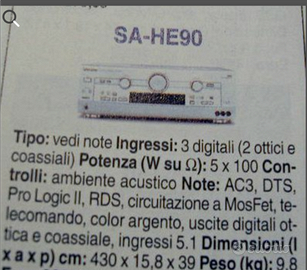 SA-HE90
Tipo: vedi note Ingressi: 3 digitali (2 ottici e
coassiali) Potenza (W su Ω): 5 x 100 Con-
trolli: ambiente acustico Note: AC3, DTS,
Pro Logic II, RDS, circuitazione a MosFet, te-
lecomando, color argento, uscite digitali ot-
tica e coassiale, ingressi 5.1 Dimensioni (l
x a x p) cm: 430 x 15,8 x 39 Peso (kg): 9,8